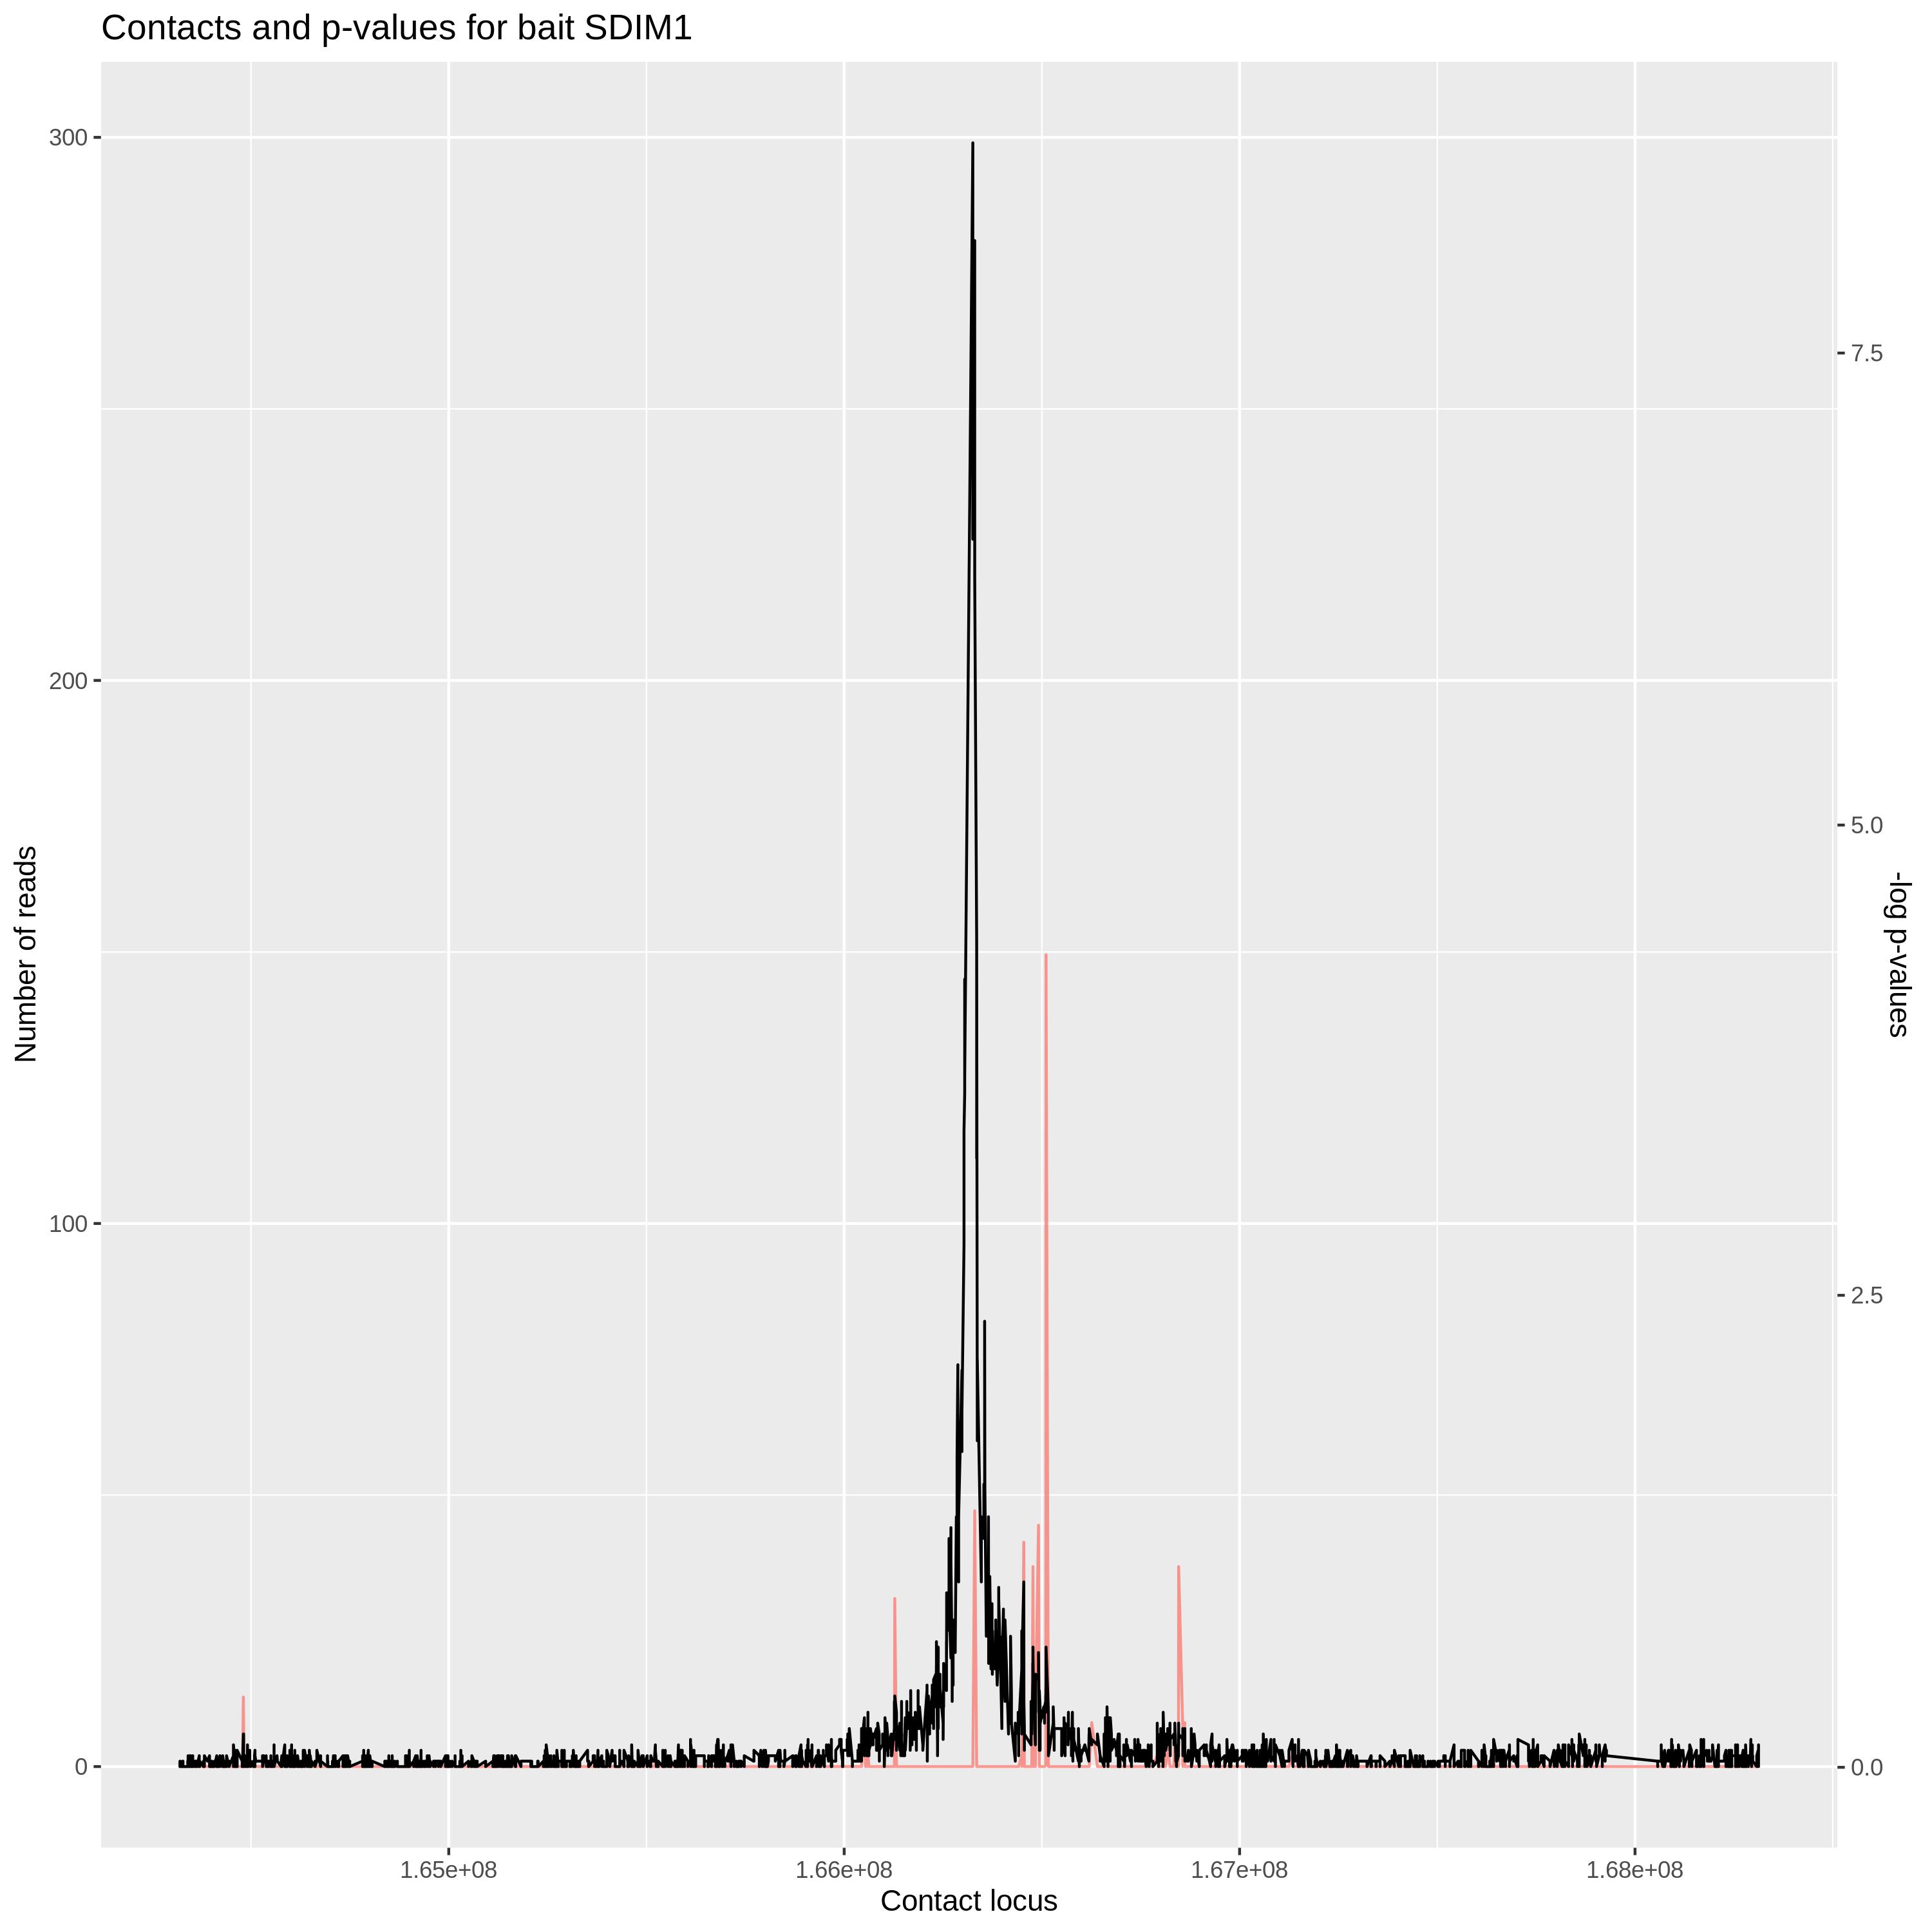 Contacts and p-values for bait SDIM1
300
200
100
0
Number of reads
7.5
5.0
2.5
0.0
-log p-values
1.65e+08
1.66e+08
1.67e+08
1.68e+08
Contact locus